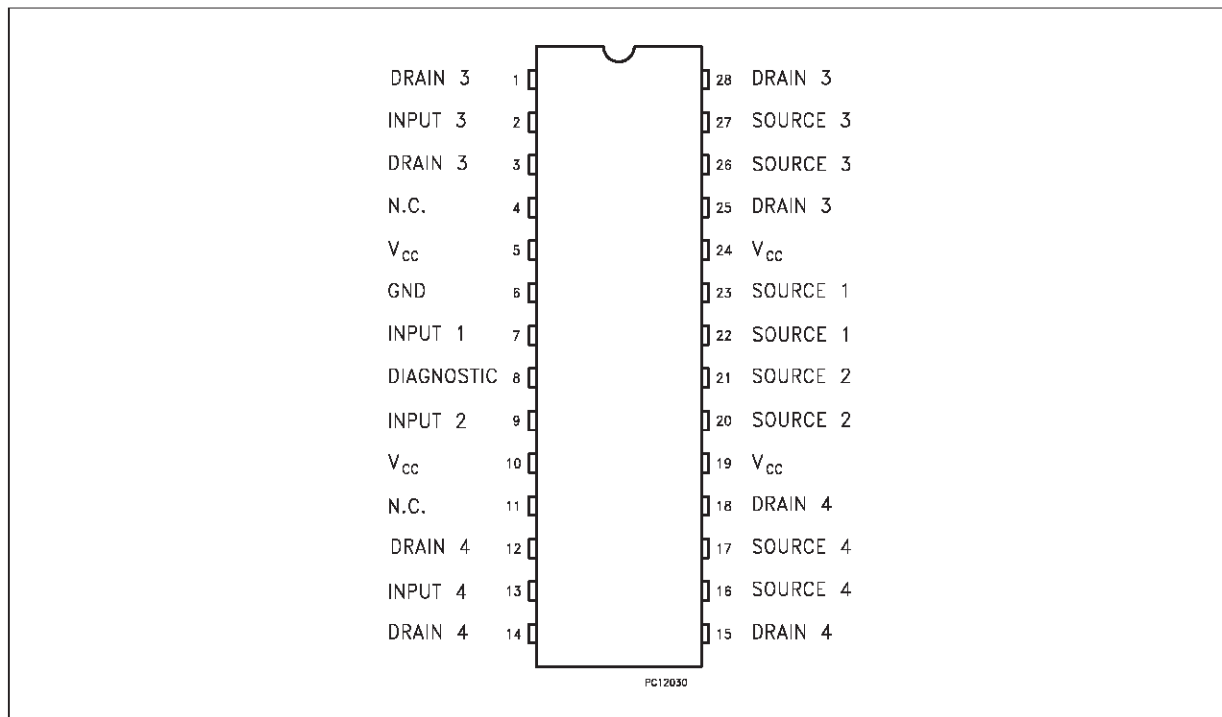 DRAIN 3 1 28 DRAIN 3
INPUT 3 2 27 SOURCE 3
DRAIN 3 3 26 SOURCE 3
N.C. 4 25 DRAIN 3
VCC 5 24 VCC
GND 6 23 SOURCE 1
INPUT 1 7 22 SOURCE 1
DIAGNOSTIC 8 21 SOURCE 2
INPUT 2 9 20 SOURCE 2
VCC 10 19 VCC
N.C. 11 18 DRAIN 4
DRAIN 4 12 17 SOURCE 4
INPUT 4 13 16 SOURCE 4
DRAIN 4 14 15 DRAIN 4
PC12030